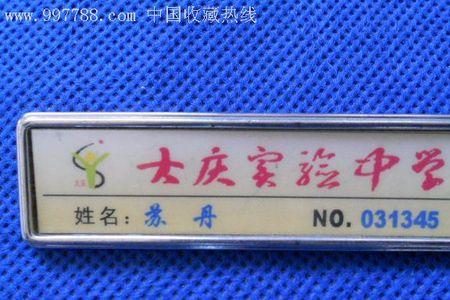 www.997788.com 中国收藏热线
大庆实验中学
姓名：苏 丹 NO. 031345